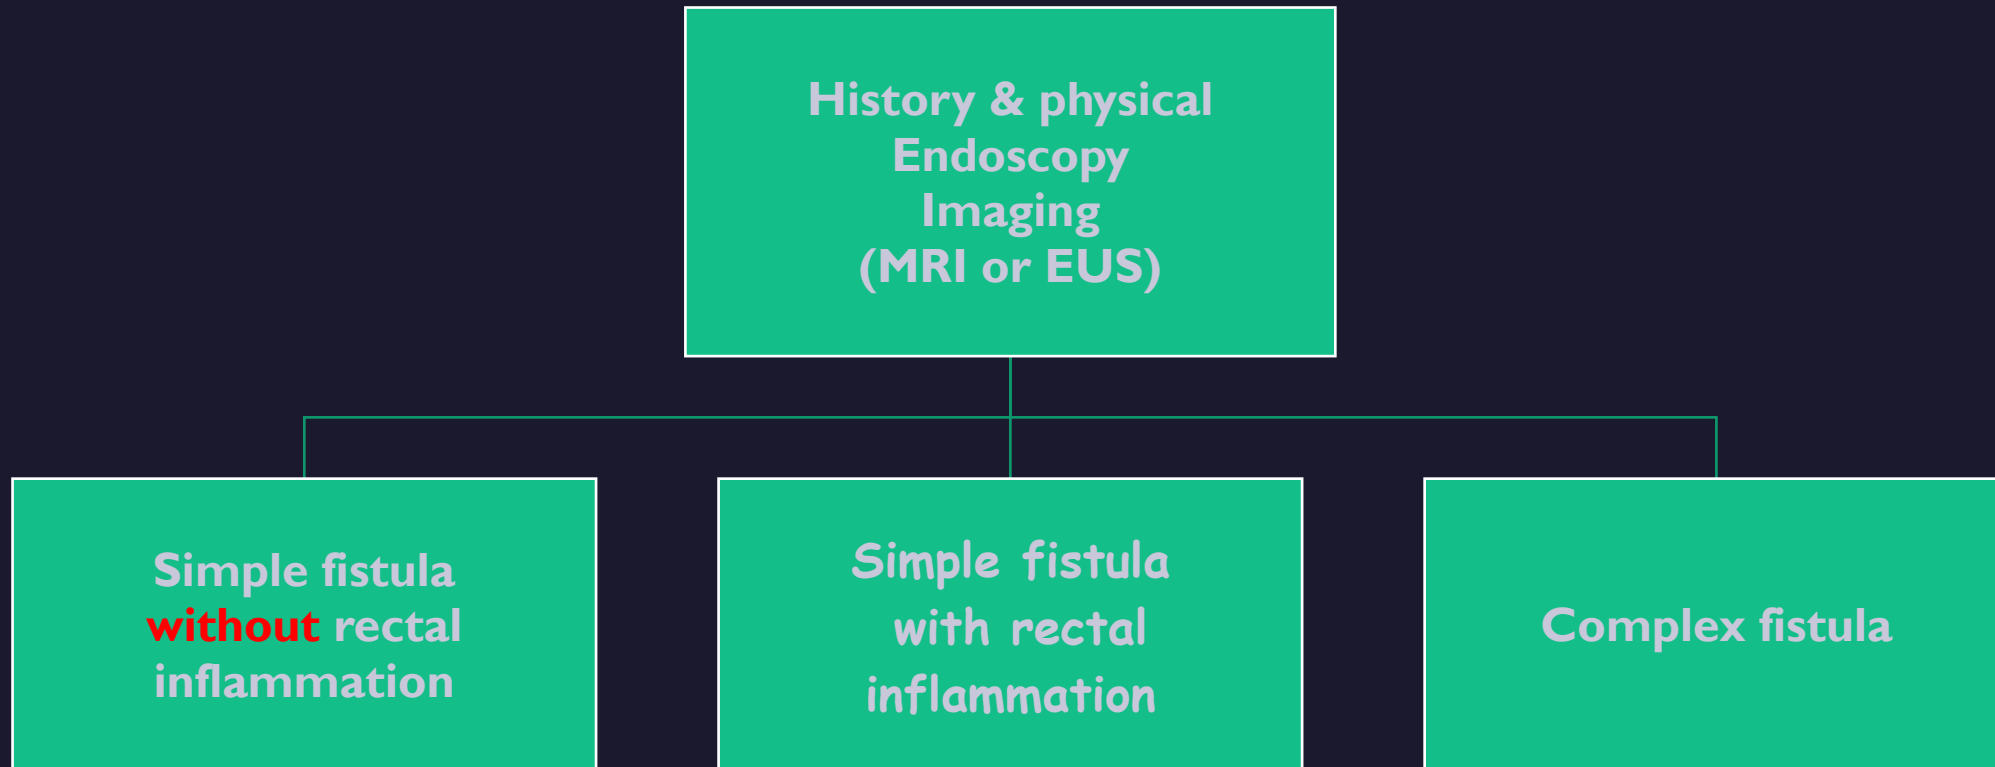 History & physical
Endoscopy
Imaging
(MRI or EUS)
Simple fistula
without rectal
inflammation
Simple fistula
with rectal
inflammation
Complex fistula